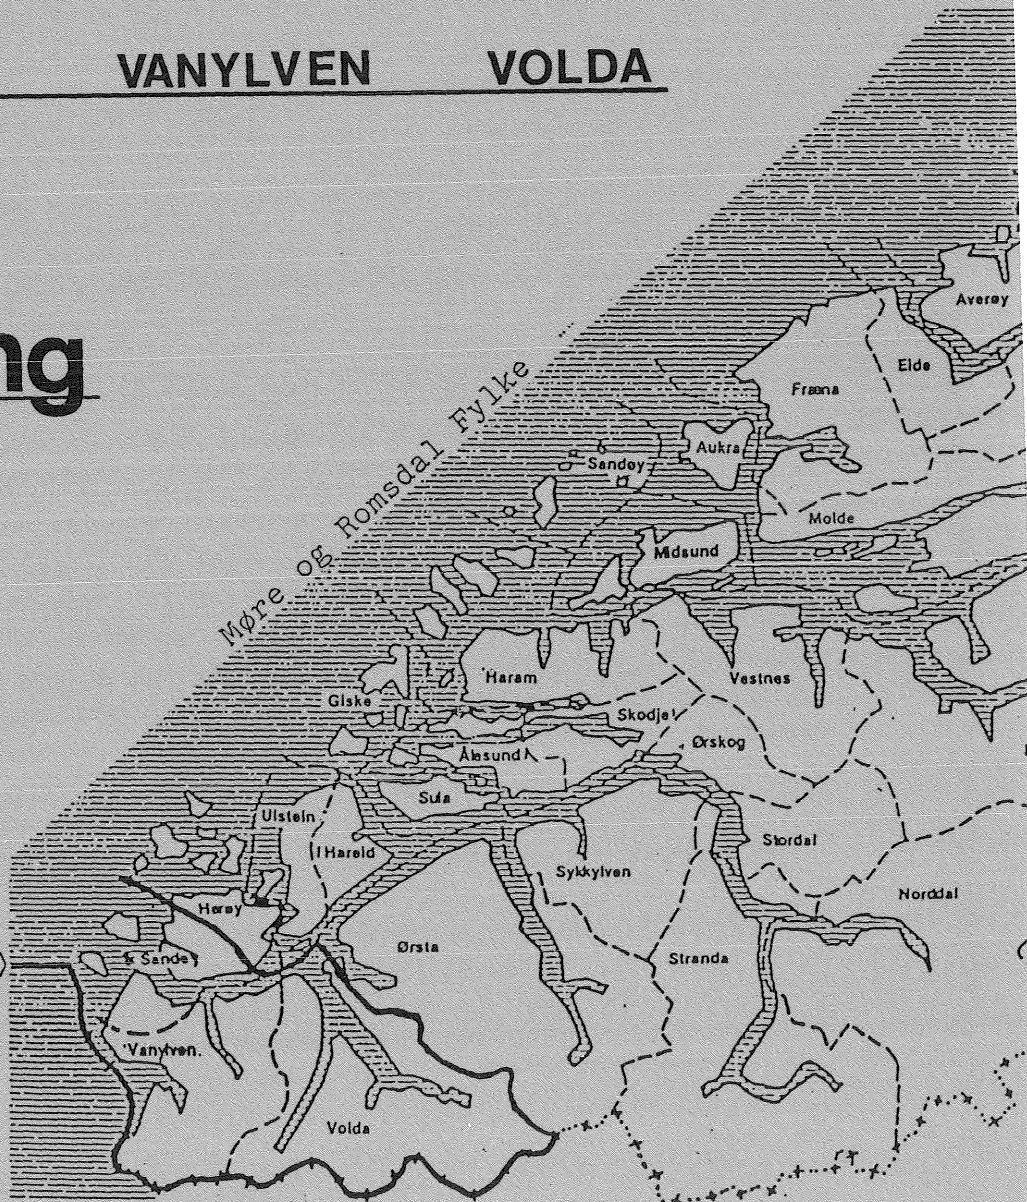 VANYLVEN VOLDA
ng
Møre og Romsdal Fylke
Averøy
Eide
Fræna
Aukra
Sandøy
Molde
Midsund
Haram
Vestnes
Giske
Skodje
Ørskog
Ålesund
Sula
Ulstein
Hareid
Stordal
Sykkylven
Norddal
Herøy
Ørsta
Sande
Stranda
Vanylven
Volda